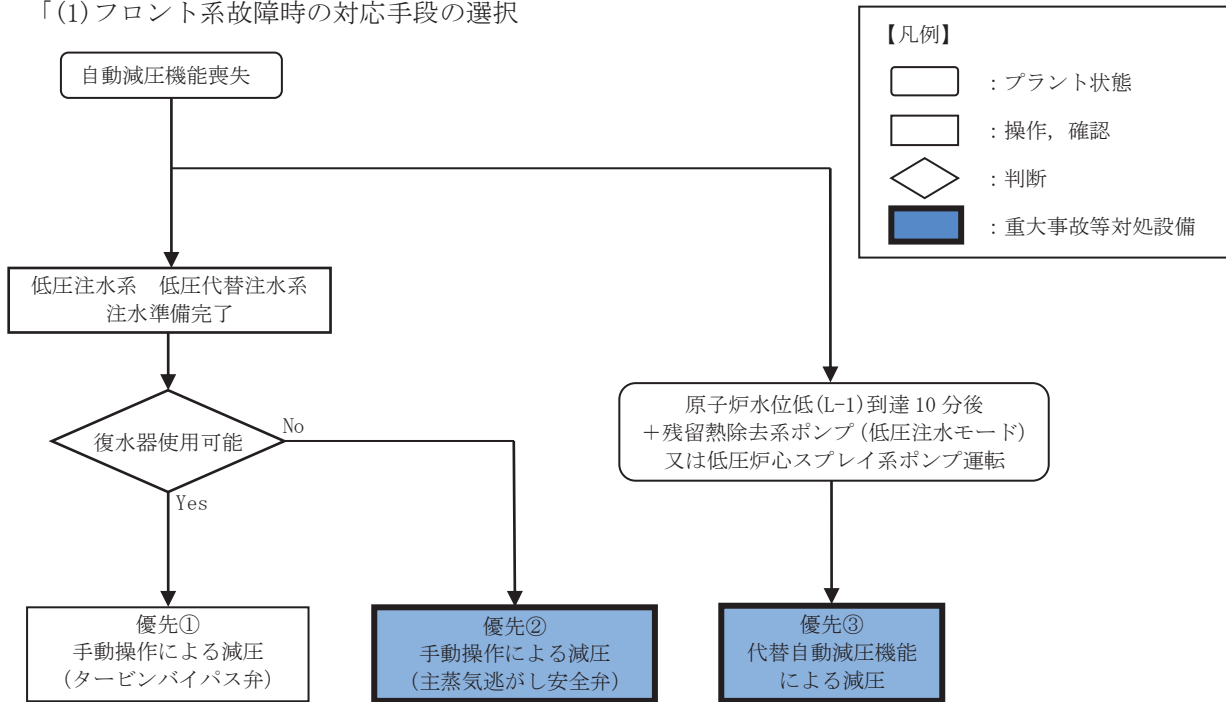 「(1)フロント系故障時の対応手段の選択
【凡例】
：プラント状態
：操作，確認
：判断
：重大事故等対処設備
自動減圧機能喪失
低圧注水系　低圧代替注水系
注水準備完了
復水器使用可能
No
Yes
原子炉水位低(L-1)到達10分後
＋残留熱除去系ポンプ(低圧注水モード)
又は低圧炉心スプレイ系ポンプ運転
優先①
手動操作による減圧
(タービンバイパス弁)
優先②
手動操作による減圧
(主蒸気逃がし安全弁)
優先③
代替自動減圧機能
による減圧